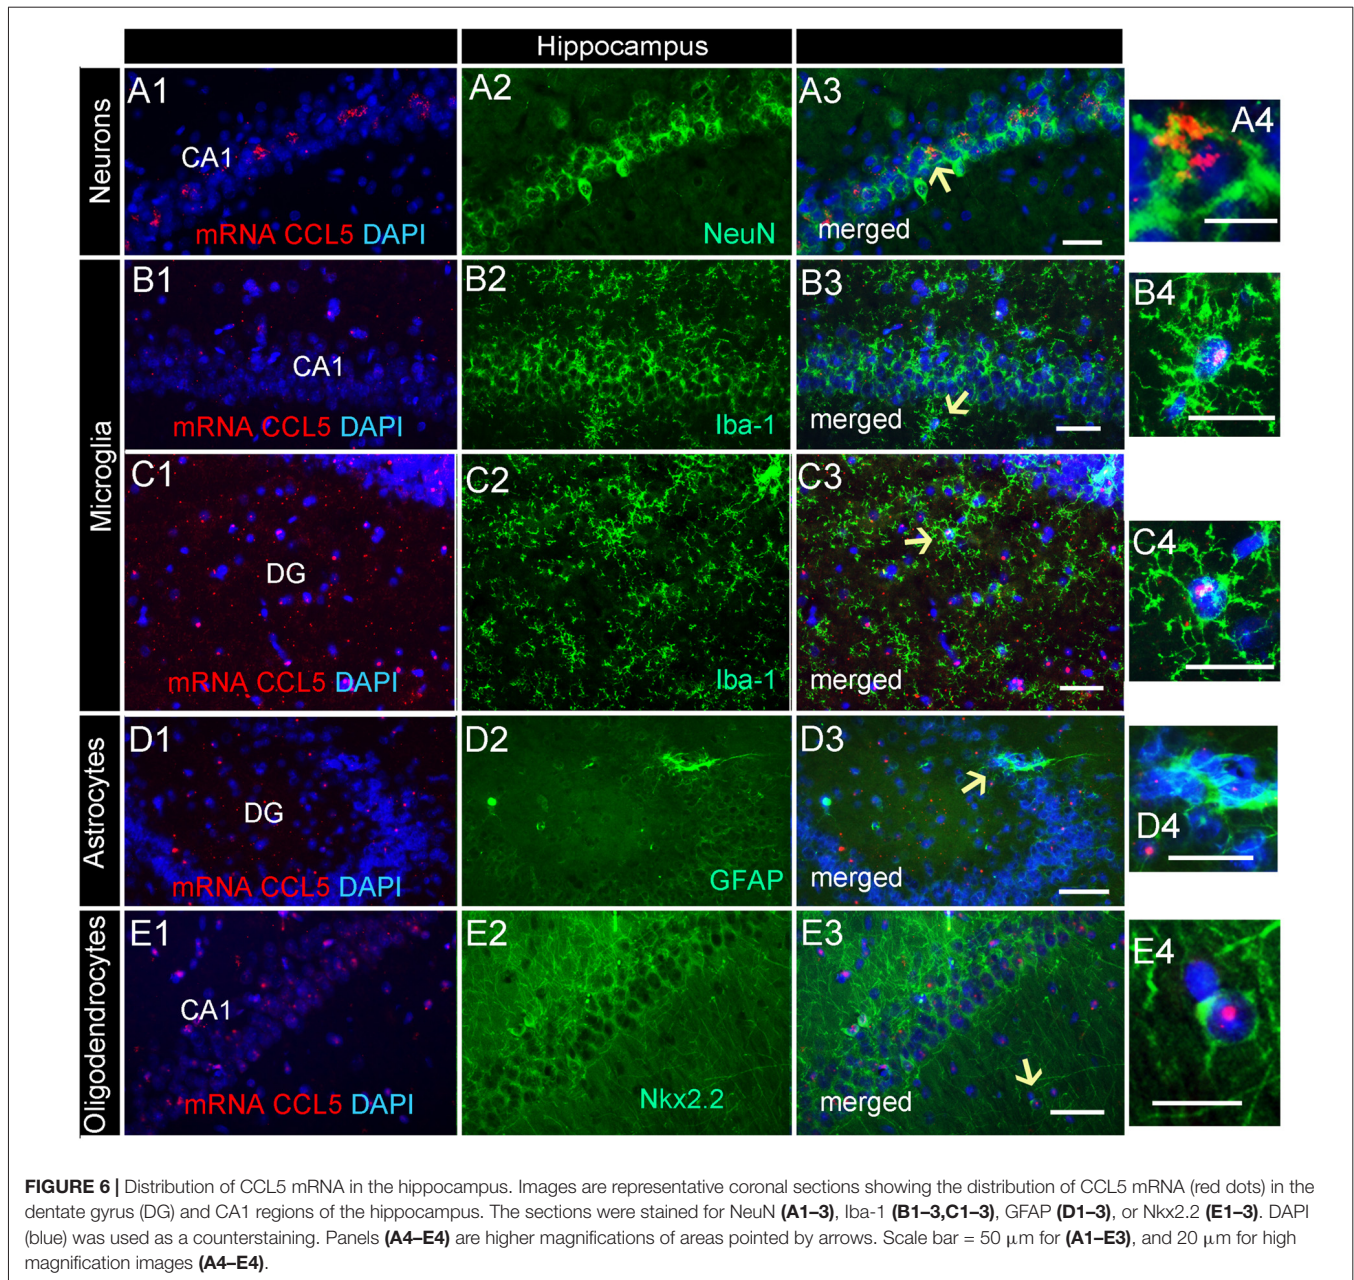 Hippocampus
Neurons
A1
CA1
mRNA CCL5 DAPI
A2
NeuN
A3
merged
A4
Microglia
B1
CA1
mRNA CCL5 DAPI
B2
Iba-1
B3
merged
B4
C1
DG
mRNA CCL5 DAPI
C2
Iba-1
C3
merged
C4
Astrocytes
D1
DG
mRNA CCL5 DAPI
D2
GFAP
D3
merged
D4
Oligodendrocytes
E1
CA1
mRNA CCL5 DAPI
E2
Nkx2.2
E3
merged
E4
FIGURE 6 | Distribution of CCL5 mRNA in the hippocampus. Images are representative coronal sections showing the distribution of CCL5 mRNA (red dots) in the
dentate gyrus (DG) and CA1 regions of the hippocampus. The sections were stained for NeuN (A1–3), Iba-1 (B1–3,C1–3), GFAP (D1–3), or Nkx2.2 (E1–3). DAPI
(blue) was used as a counterstaining. Panels (A4–E4) are higher magnifications of areas pointed by arrows. Scale bar = 50 μm for (A1–E3), and 20 μm for high
magnification images (A4–E4).